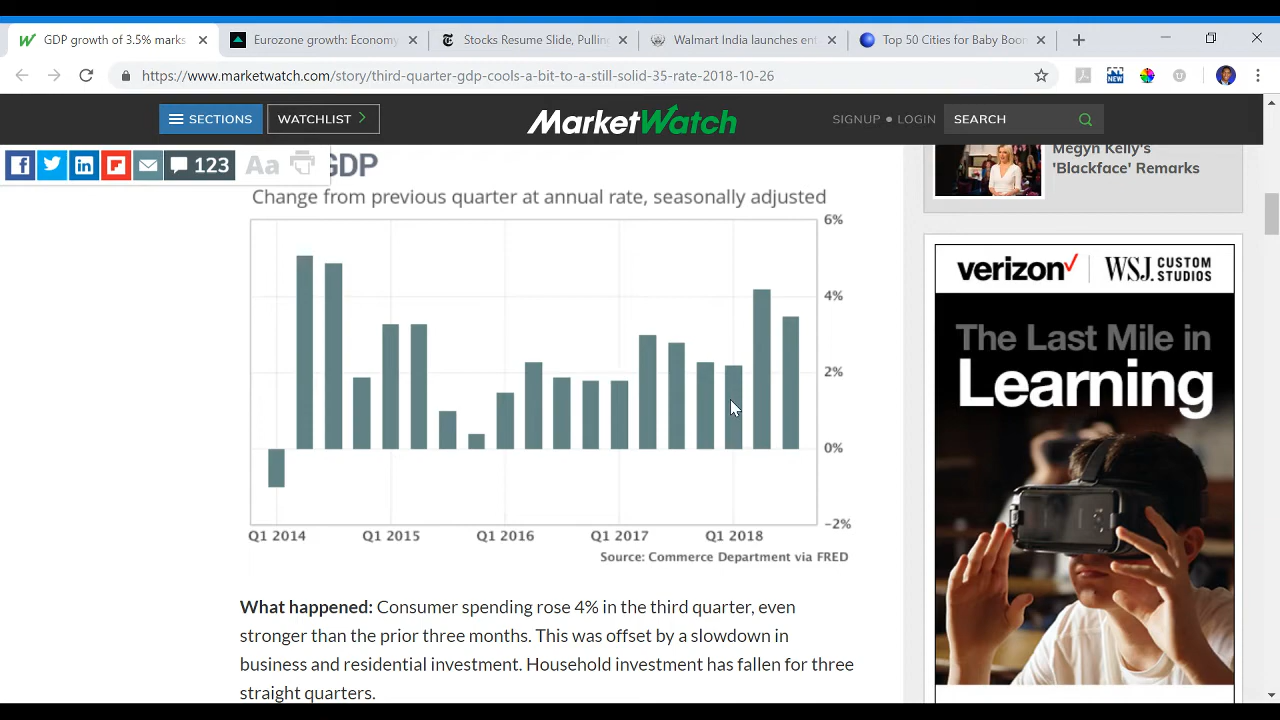 GDP growth of 3.5% marks
Eurozone growth: Economy
Stocks Resume Slide, Pulling
Walmart India launches ent
Top 50 Gifts for Baby Boom
https://www.marketwatch.com/story/third-quarter-gdp-cools-a-bit-to-a-still-solid-35-rate-2018-10-26
NEW
SECTIONS
WATCHLIST
MarketWatch
SIGNUP • LOGIN
SEARCH
123
Aa
GDP
Change from previous quarter at annual rate, seasonally adjusted
6%
4%
2%
0%
-2%
Q1 2014 Q1 2015 Q1 2016 Q1 2017 Q1 2018
Source: Commerce Department via FRED
What happened: Consumer spending rose 4% in the third quarter, even
stronger than the prior three months. This was offset by a slowdown in
business and residential investment. Household investment has fallen for three
straight quarters.
Megyn Kelly's
'Blackface' Remarks
verizon WSJ CUSTOM
STUDIOS
The Last Mile in
Learning